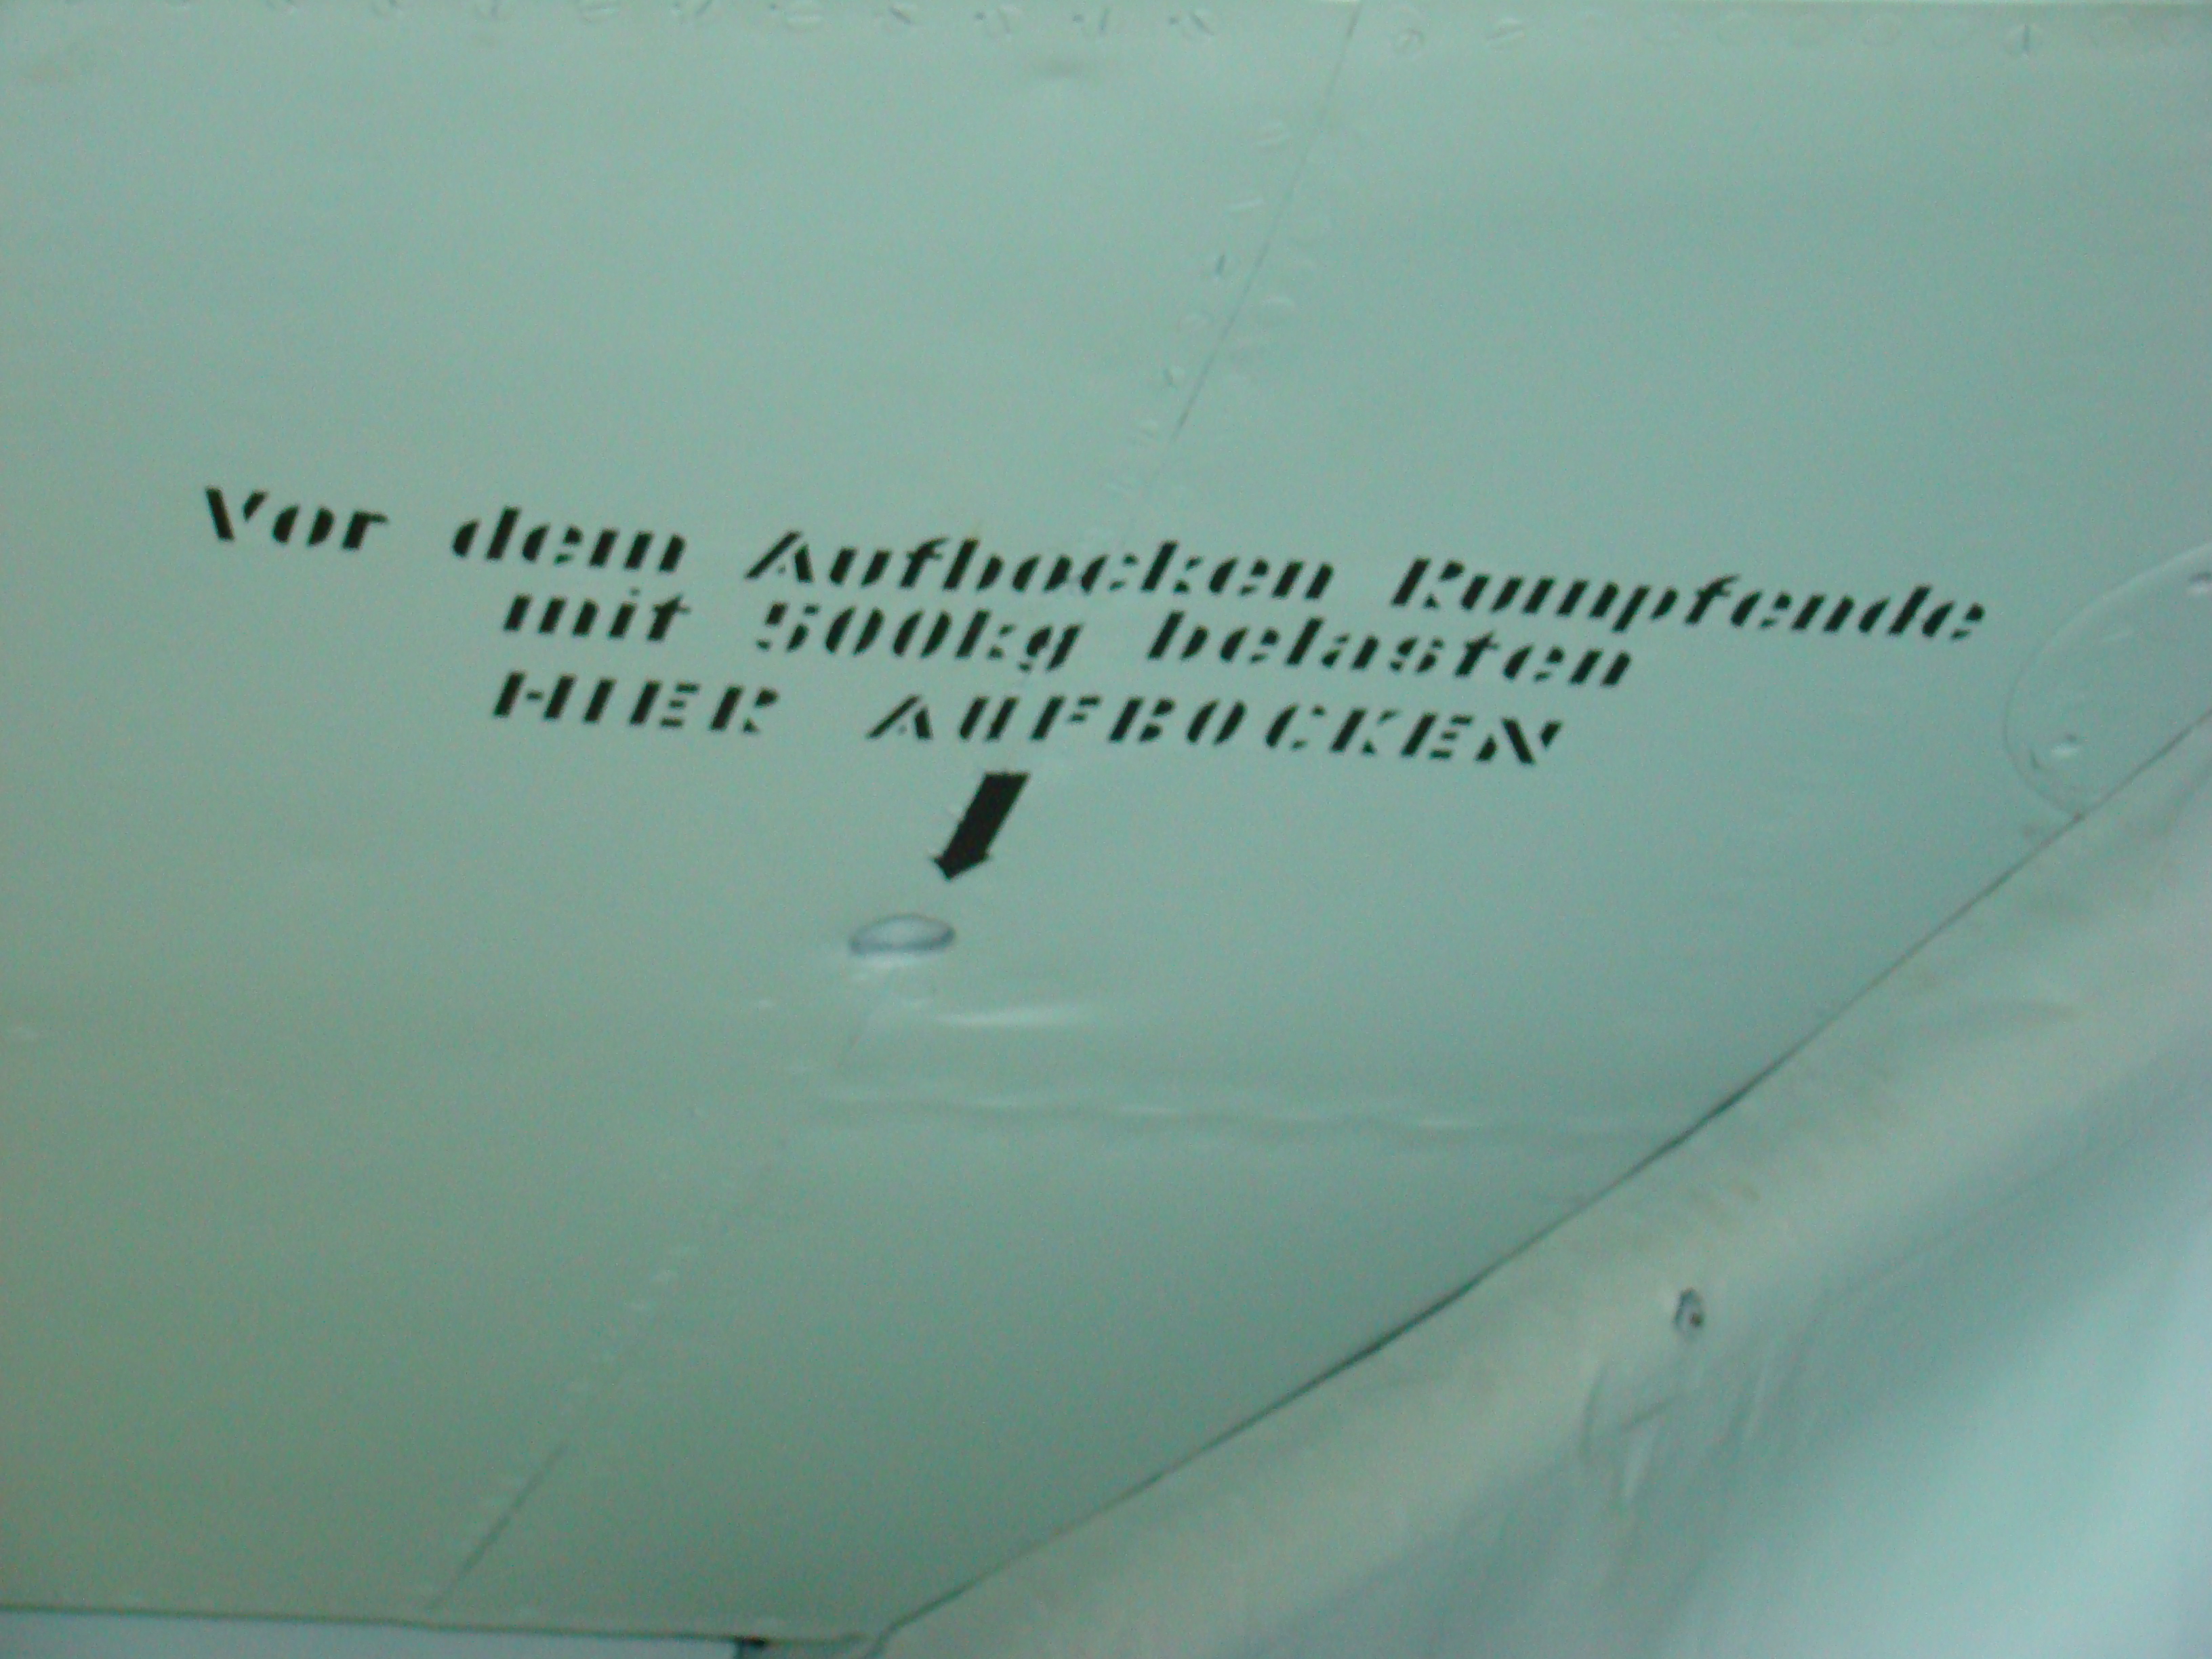 Vor dem Aufbocken Rumpfende
mit 500kg belasten
HIER AUFBOCKEN